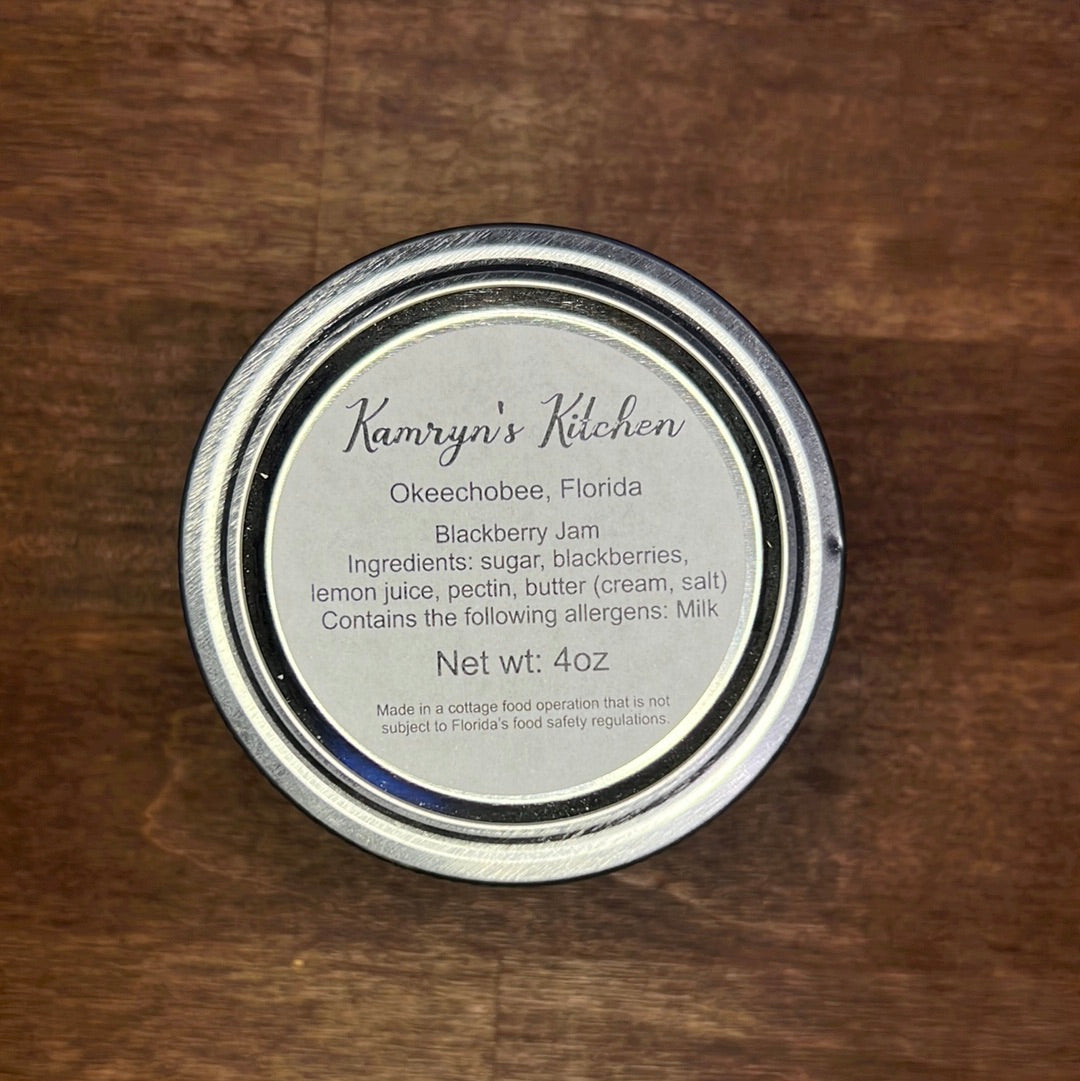 Kamryn's Kitchen
Okeechobee, Florida
Blackberry Jam
Ingredients: sugar, blackberries,
lemon juice, pectin, butter (cream, salt)
Contains the following allergens: Milk
Net wt: 4oz
Made in a cottage food operation that is not
subject to Florida's food safety regulations.